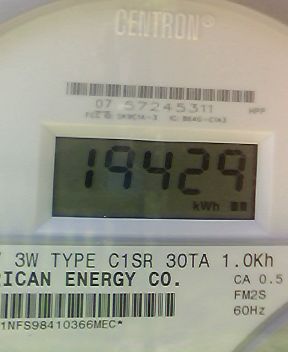 CENTRON®
07 57245311
19429
kWh
3W TYPE C1SR 30TA 1.0Kh
RICAN ENERGY CO.
CA 0.5
FM2S
60Hz
1NFS98410366MEC*